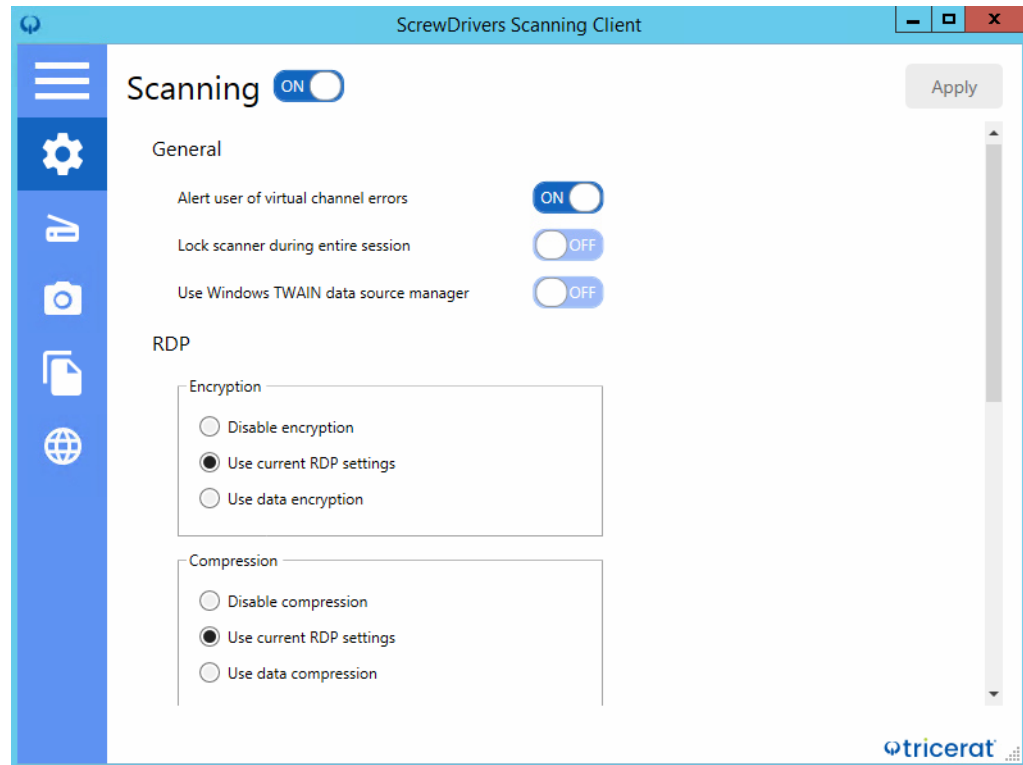 ScrewDrivers Scanning Client
Scanning ON
Apply
General
Alert user of virtual channel errors ON
Lock scanner during entire session OFF
Use Windows TWAIN data source manager OFF
RDP
Encryption
Disable encryption
Use current RDP settings
Use data encryption
Compression
Disable compression
Use current RDP settings
Use data compression
tricerat